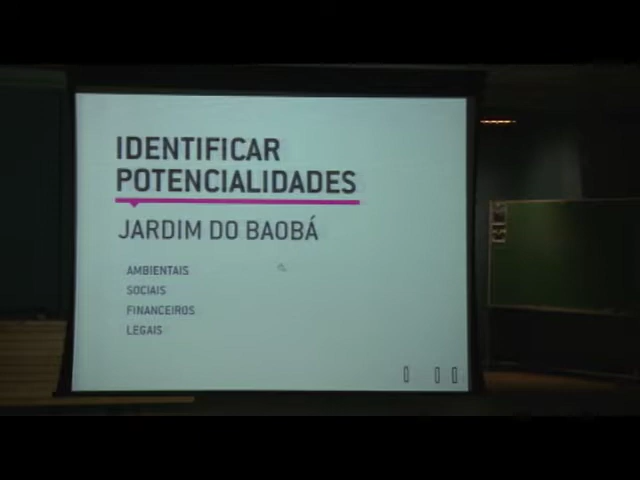 IDENTIFICAR
POTENCIALIDADES
JARDIM DO BAOBÁ
AMBIENTAIS
SOCIAIS
FINANCEIROS
LEGAIS